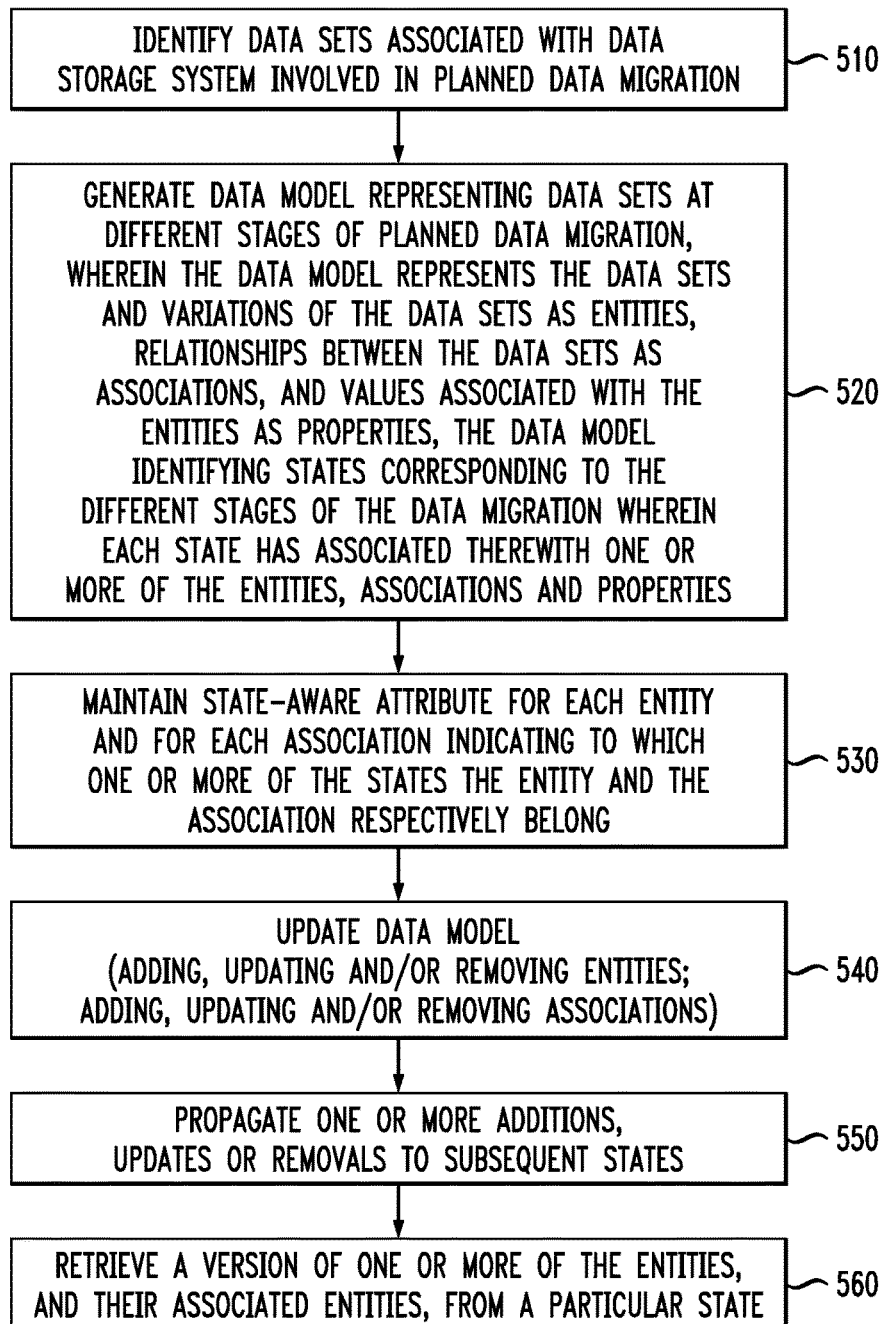 IDENTIFY DATA SETS ASSOCIATED WITH DATA
STORAGE SYSTEM INVOLVED IN PLANNED DATA MIGRATION
510
GENERATE DATA MODEL REPRESENTING DATA SETS AT
DIFFERENT STAGES OF PLANNED DATA MIGRATION,
WHEREIN THE DATA MODEL REPRESENTS THE DATA SETS
AND VARIATIONS OF THE DATA SETS AS ENTITIES,
RELATIONSHIPS BETWEEN THE DATA SETS AS
ASSOCIATIONS, AND VALUES ASSOCIATED WITH THE
ENTITIES AS PROPERTIES, THE DATA MODEL
IDENTIFYING STATES CORRESPONDING TO THE
DIFFERENT STAGES OF THE DATA MIGRATION WHEREIN
EACH STATE HAS ASSOCIATED THEREWITH ONE OR
MORE OF THE ENTITIES, ASSOCIATIONS AND PROPERTIES
520
MAINTAIN STATE-AWARE ATTRIBUTE FOR EACH ENTITY
AND FOR EACH ASSOCIATION INDICATING TO WHICH
ONE OR MORE OF THE STATES THE ENTITY AND THE
ASSOCIATION RESPECTIVELY BELONG
530
UPDATE DATA MODEL
(ADDING, UPDATING AND/OR REMOVING ENTITIES;
ADDING, UPDATING AND/OR REMOVING ASSOCIATIONS)
540
PROPAGATE ONE OR MORE ADDITIONS,
UPDATES OR REMOVALS TO SUBSEQUENT STATES
550
RETRIEVE A VERSION OF ONE OR MORE OF THE ENTITIES,
AND THEIR ASSOCIATED ENTITIES, FROM A PARTICULAR STATE
560